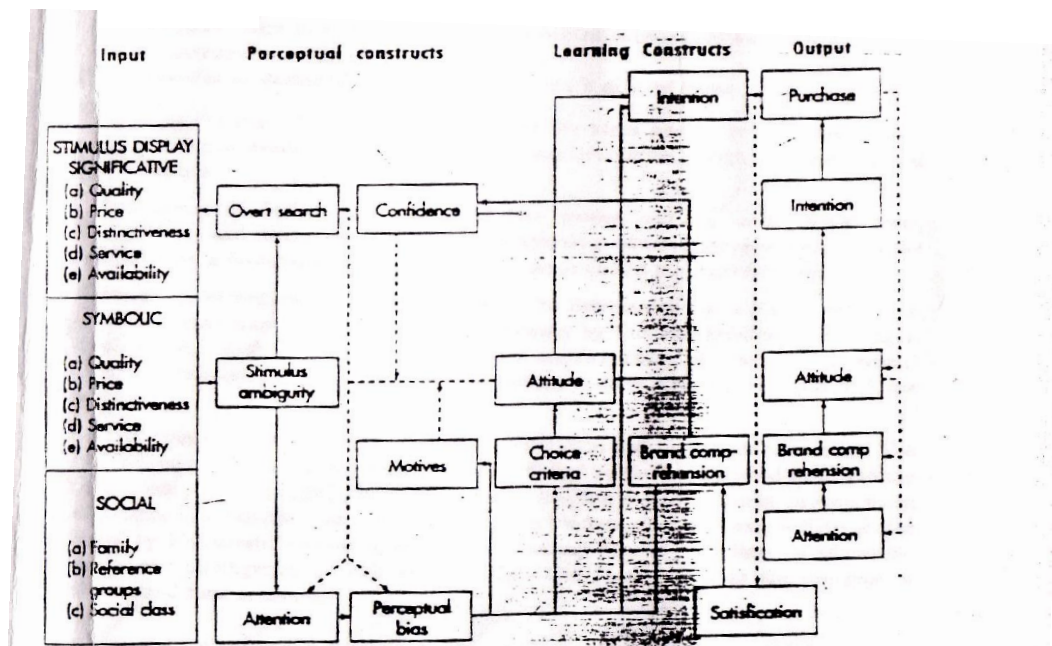 Input
Perceptual constructs
Learning Constructs
Output
STIMULUS DISPLAY
SIGNIFICATIVE
(a) Quality
(b) Price
(c) Distinctiveness
(d) Service
(e) Availability
SYMBOLIC
(a) Quality
(b) Price
(c) Distinctiveness
(d) Service
(e) Availability
SOCIAL
(a) Family
(b) Reference
groups
(c) Social class
Overt search
Confidence
Stimulus
ambiguity
Motives
Attention
Perceptual
bias
Intention
Attitude
Choice
criteria
Brand comp-
rehension
Satisfication
Purchase
Intention
Attitude
Brand comp
rehension
Attention